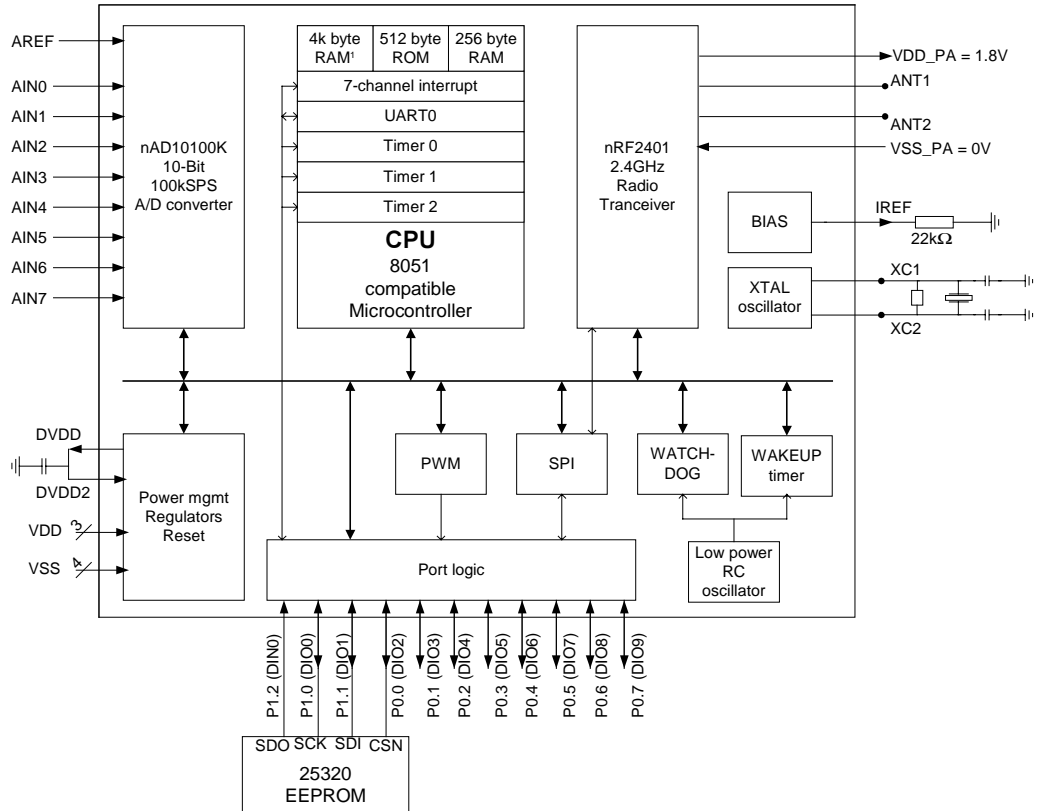 AREF
AIN0
AIN1
AIN2
AIN3
AIN4
AIN5
AIN6
AIN7
nAD10100K
10-Bit
100kSPS
A/D converter
4k byte
RAM¹
512 byte
ROM
256 byte
RAM
7-channel interrupt
UART0
Timer 0
Timer 1
Timer 2
CPU
8051
compatible
Microcontroller
nRF2401
2.4GHz
Radio
Tranceiver
VDD_PA = 1.8V
ANT1
ANT2
VSS_PA = 0V
BIAS
IREF
22kΩ
XTAL
oscillator
XC1
XC2
DVDD
DVDD2
VDD
3
VSS
4
Power mgmt
Regulators
Reset
PWM
SPI
WATCH-
DOG
WAKEUP
timer
Low power
RC
oscillator
Port logic
P1.2 (DIN0)
P1.0 (DIO0)
P1.1 (DIO1)
P0.0 (DIO2)
P0.1 (DIO3)
P0.2 (DIO4)
P0.3 (DIO5)
P0.4 (DIO6)
P0.5 (DIO7)
P0.6 (DIO8)
P0.7 (DIO9)
SDO
SCK
SDI
CSN
25320
EEPROM